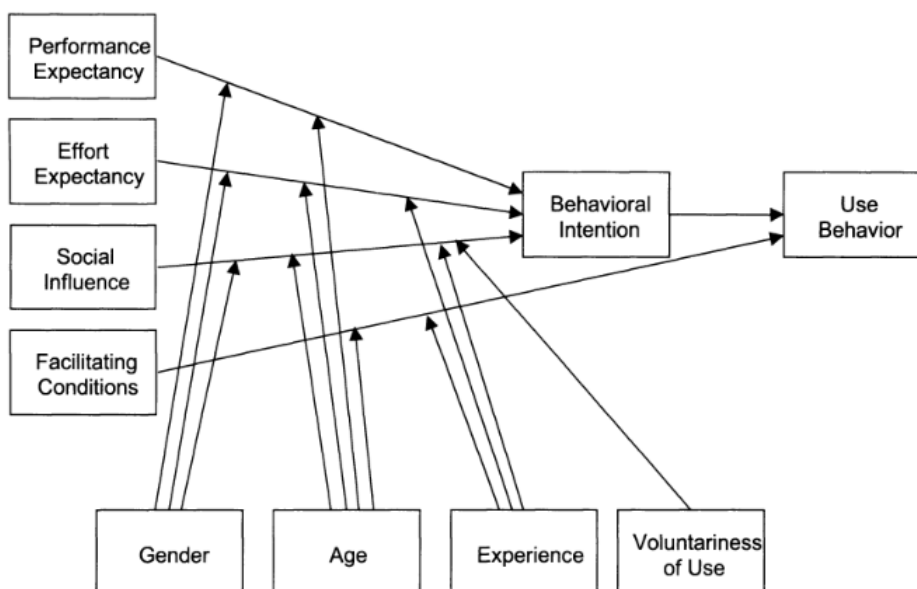 Performance
Expectancy
Effort
Expectancy
Social
Influence
Facilitating
Conditions
Behavioral
Intention
Use
Behavior
Gender
Age
Experience
Voluntariness
of Use